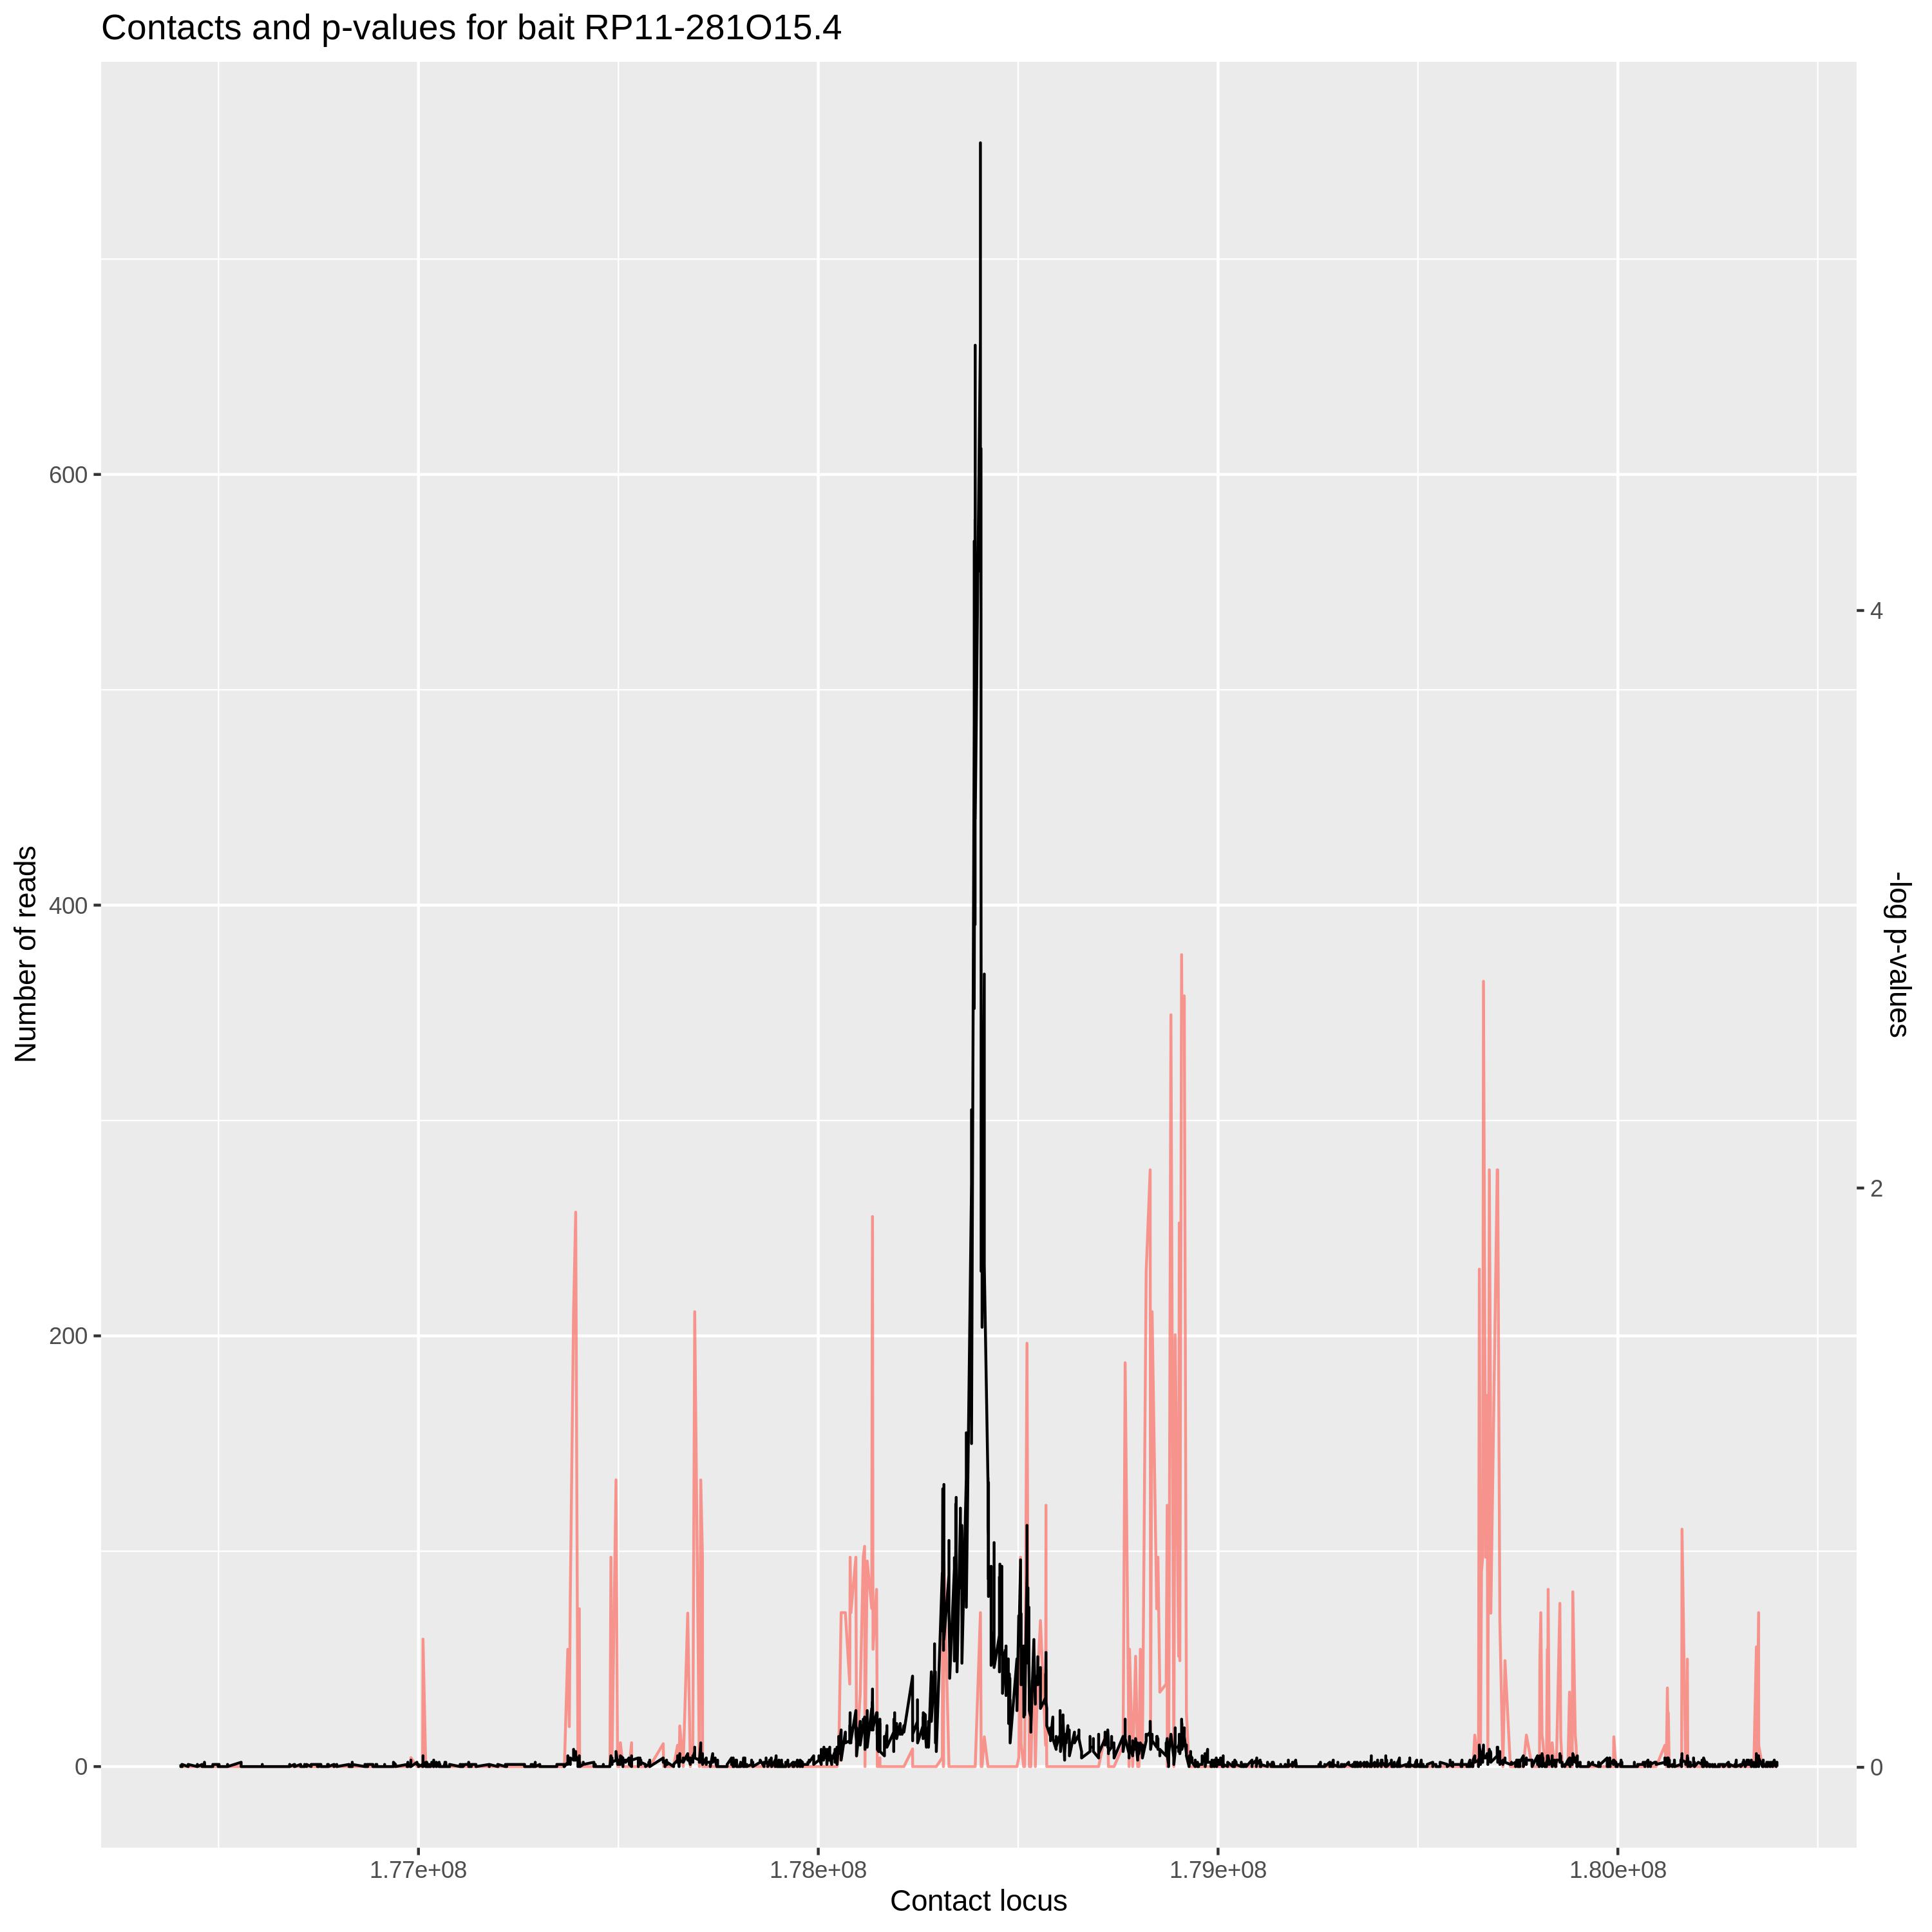 Contacts and p-values for bait RP11-281O15.4
Number of reads
600
400
200
0
4
2
0
-log p-values
1.77e+08
1.78e+08
1.79e+08
1.80e+08
Contact locus